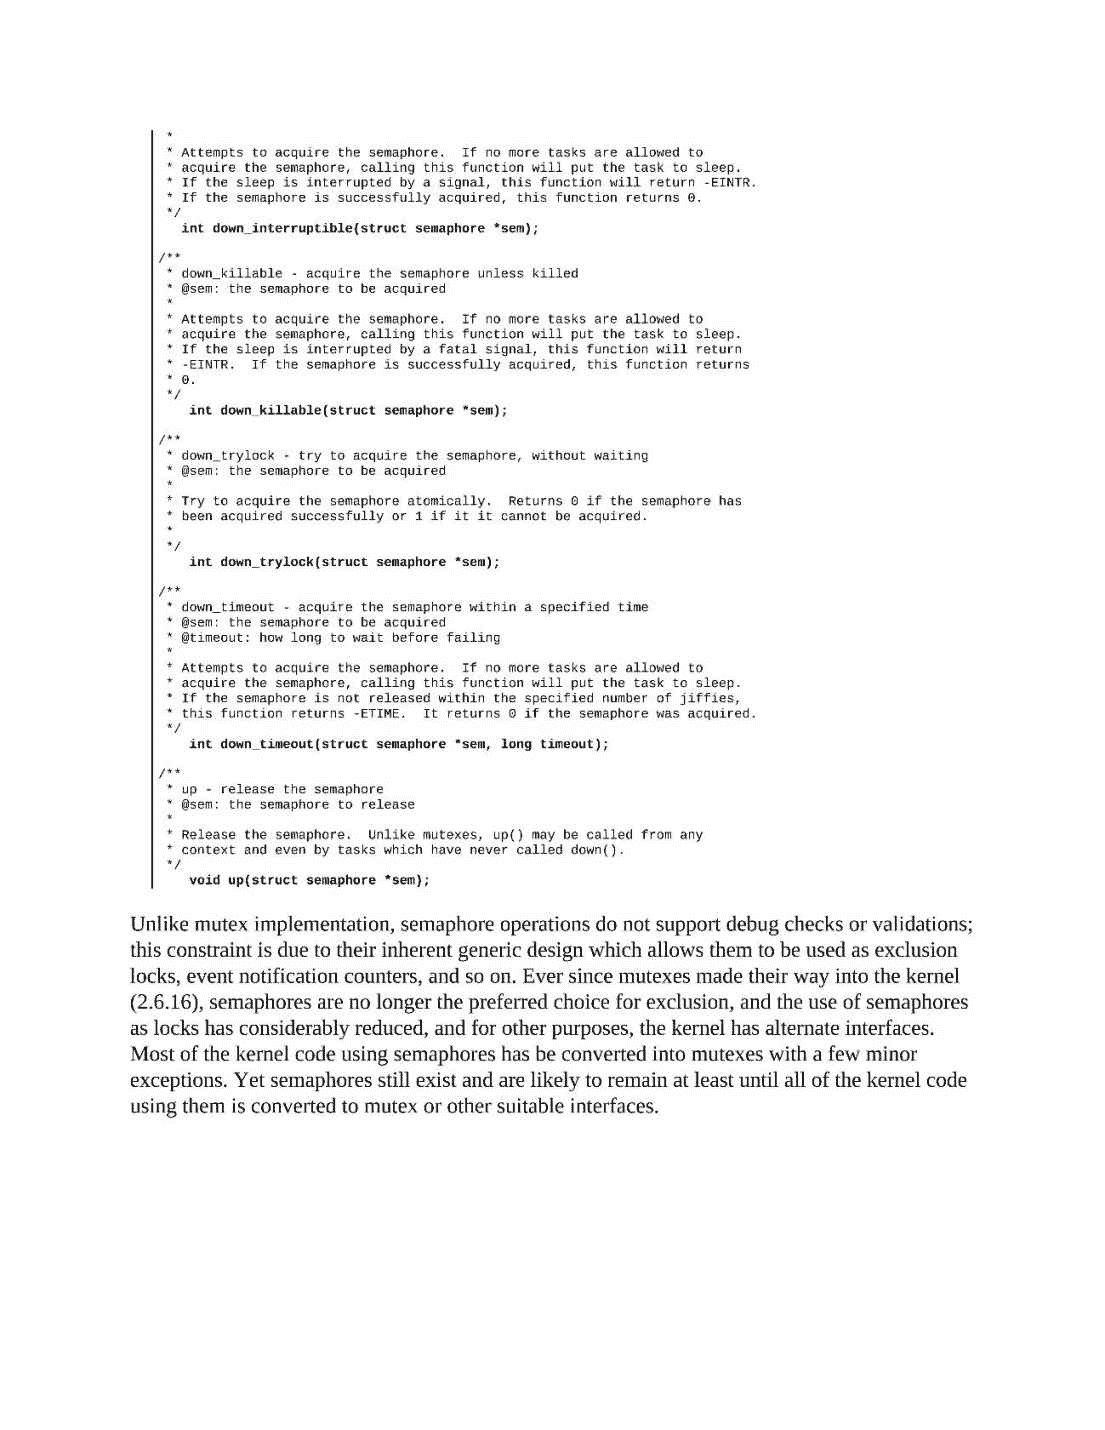 *
* Attempts to acquire the semaphore.  If no more tasks are allowed to
* acquire the semaphore, calling this function will put the task to sleep.
* If the sleep is interrupted by a signal, this function will return -EINTR.
* If the semaphore is successfully acquired, this function returns 0.
*/
int down_interruptible(struct semaphore *sem);
/**
* down_killable - acquire the semaphore unless killed
* @sem: the semaphore to be acquired
*
* Attempts to acquire the semaphore.  If no more tasks are allowed to
* acquire the semaphore, calling this function will put the task to sleep.
* If the sleep is interrupted by a fatal signal, this function will return
* -EINTR.  If the semaphore is successfully acquired, this function returns
* 0.
*/
int down_killable(struct semaphore *sem);
/**
* down_trylock - try to acquire the semaphore, without waiting
* @sem: the semaphore to be acquired
*
* Try to acquire the semaphore atomically.  Returns 0 if the semaphore has
* been acquired successfully or 1 if it it cannot be acquired.
*
*/
int down_trylock(struct semaphore *sem);
/**
* down_timeout - acquire the semaphore within a specified time
* @sem: the semaphore to be acquired
* @timeout: how long to wait before failing
*
* Attempts to acquire the semaphore.  If no more tasks are allowed to
* acquire the semaphore, calling this function will put the task to sleep.
* If the semaphore is not released within the specified number of jiffies,
* this function returns -ETIME.  It returns 0 if the semaphore was acquired.
*/
int down_timeout(struct semaphore *sem, long timeout);
/**
* up - release the semaphore
* @sem: the semaphore to release
*
* Release the semaphore.  Unlike mutexes, up() may be called from any
* context and even by tasks which have never called down().
*/
void up(struct semaphore *sem);
Unlike mutex implementation, semaphore operations do not support debug checks or validations;
this constraint is due to their inherent generic design which allows them to be used as exclusion
locks, event notification counters, and so on. Ever since mutexes made their way into the kernel
(2.6.16), semaphores are no longer the preferred choice for exclusion, and the use of semaphores
as locks has considerably reduced, and for other purposes, the kernel has alternate interfaces.
Most of the kernel code using semaphores has be converted into mutexes with a few minor
exceptions. Yet semaphores still exist and are likely to remain at least until all of the kernel code
using them is converted to mutex or other suitable interfaces.